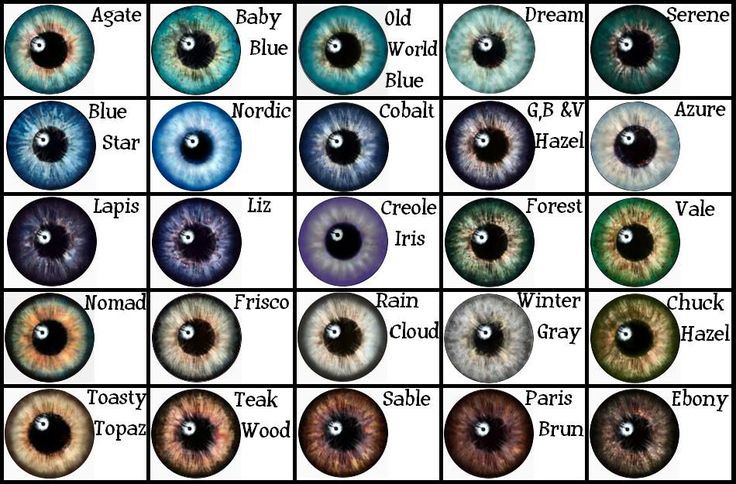 Agate
Baby
Blue
Old
World
Blue
Dream
Serene
Blue
Star
Nordic
Cobalt
G,B &V
Hazel
Azure
Lapis
Liz
Creole
Iris
Forest
Vale
Nomad
Frisco
Rain
Cloud
Winter
Gray
Chuck
Hazel
Toasty
Topaz
Teak
Wood
Sable
Paris
Brun
Ebony